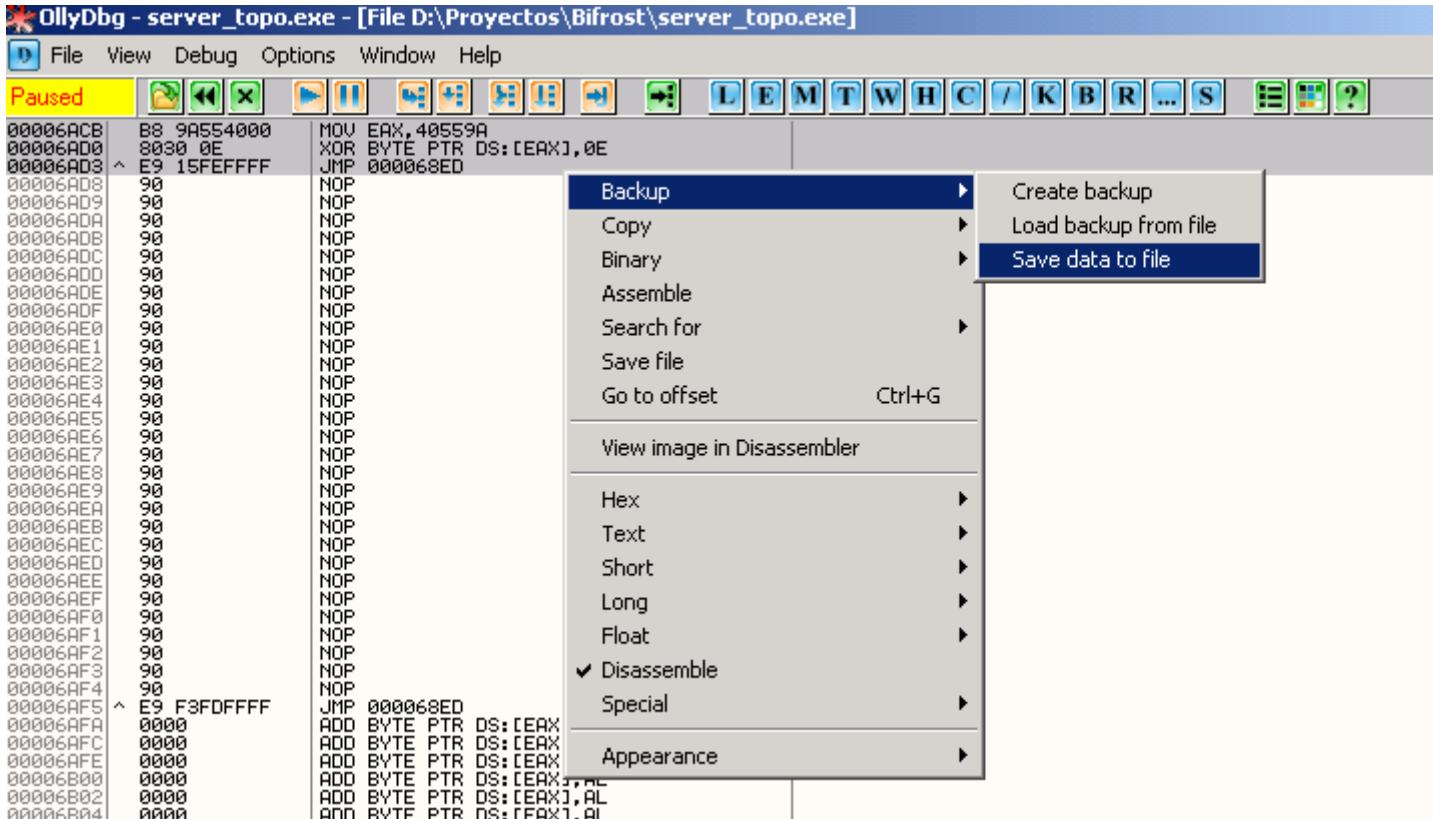 OllyDbg - server_topo.exe - [File D:\Proyectos\Bifrost\server_topo.exe]
D File View Debug Options Window Help
Paused L E M T W H C / K B R ... S ?
00006ACB B8 9A554000 MOV EAX,40559A
00006AD0 8030 0E XOR BYTE PTR DS:[EAX],0E
00006AD3 ^ E9 15FEFFFF JMP 000068ED
00006AD8 90 NOP
00006AD9 90 NOP
00006ADA 90 NOP
00006ADB 90 NOP
00006ADC 90 NOP
00006ADD 90 NOP
00006ADE 90 NOP
00006ADF 90 NOP
00006AE0 90 NOP
00006AE1 90 NOP
00006AE2 90 NOP
00006AE3 90 NOP
00006AE4 90 NOP
00006AE5 90 NOP
00006AE6 90 NOP
00006AE7 90 NOP
00006AE8 90 NOP
00006AE9 90 NOP
00006AEA 90 NOP
00006AEB 90 NOP
00006AEC 90 NOP
00006AED 90 NOP
00006AEE 90 NOP
00006AEF 90 NOP
00006AF0 90 NOP
00006AF1 90 NOP
00006AF2 90 NOP
00006AF3 90 NOP
00006AF4 90 NOP
00006AF5 ^ E9 F3FDFFFF JMP 000068ED
00006AFA 0000 ADD BYTE PTR DS:[EAX
00006AFC 0000 ADD BYTE PTR DS:[EAX
00006AFE 0000 ADD BYTE PTR DS:[EAX
00006B00 0000 ADD BYTE PTR DS:[EAX],AL
00006B02 0000 ADD BYTE PTR DS:[EAX],AL
00006B04 0000 ADD BYTE PTR DS:[EAX],AL
Backup
Copy
Binary
Assemble
Search for
Save file
Go to offset Ctrl+G
View image in Disassembler
Hex
Text
Short
Long
Float
Disassemble
Special
Appearance
Create backup
Load backup from file
Save data to file